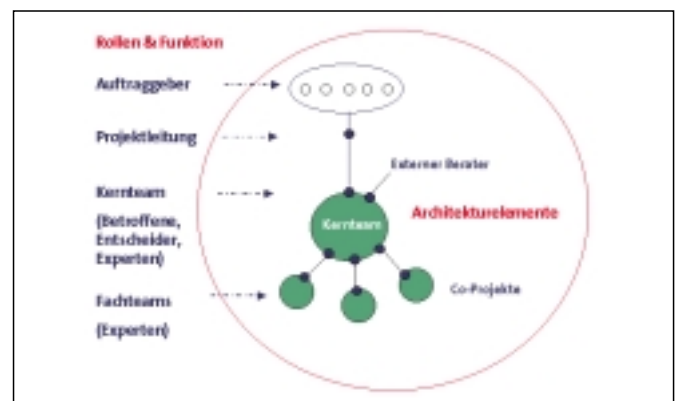 Rollen & Funktion
Auftraggeber
Projektleitung
Externer Berater
Kernteam
(Betroffene,
Entscheider,
Experten)
Kernteam
Architekturelemente
Fachteams
(Experten)
Co-Projekte